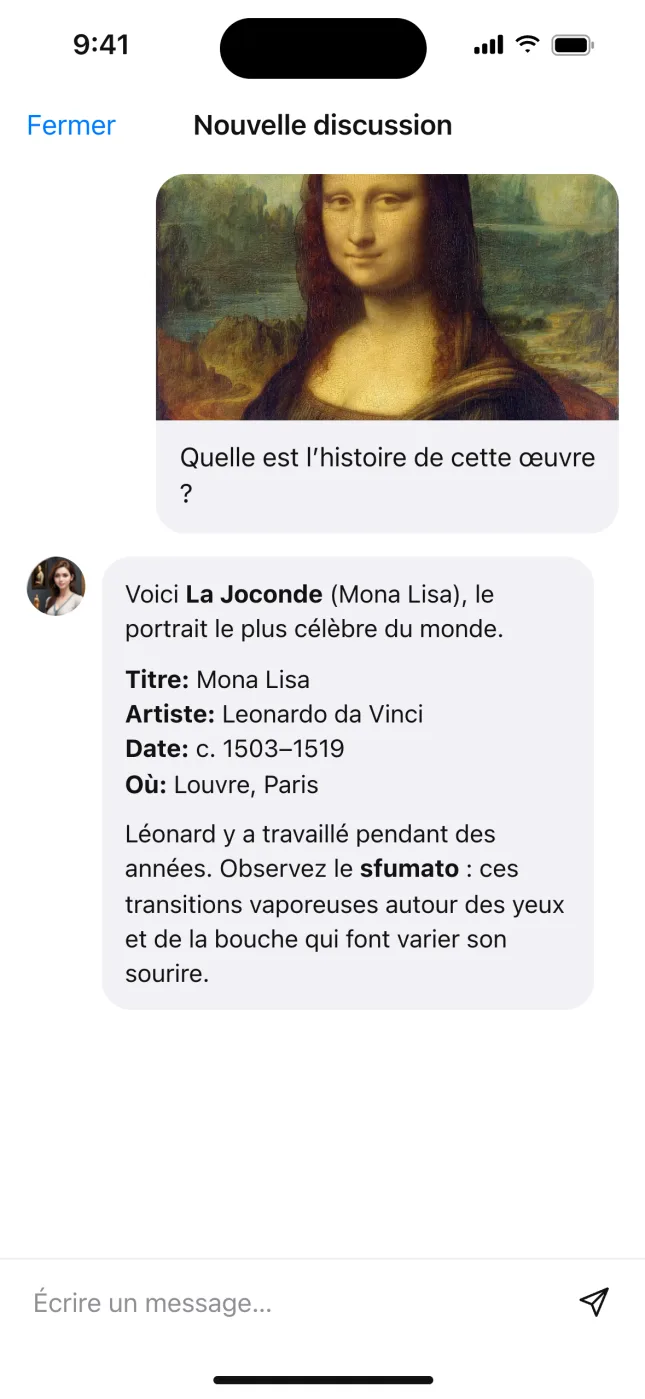 9:41
Fermer
Nouvelle discussion
Quelle est l’histoire de cette œuvre
?
Voici La Joconde (Mona Lisa), le
portrait le plus célèbre du monde.
Titre: Mona Lisa
Artiste: Leonardo da Vinci
Date: c. 1503–1519
Où: Louvre, Paris
Léonard y a travaillé pendant des
années. Observez le sfumato : ces
transitions vaporeuses autour des yeux
et de la bouche qui font varier son
sourire.
Écrire un message...